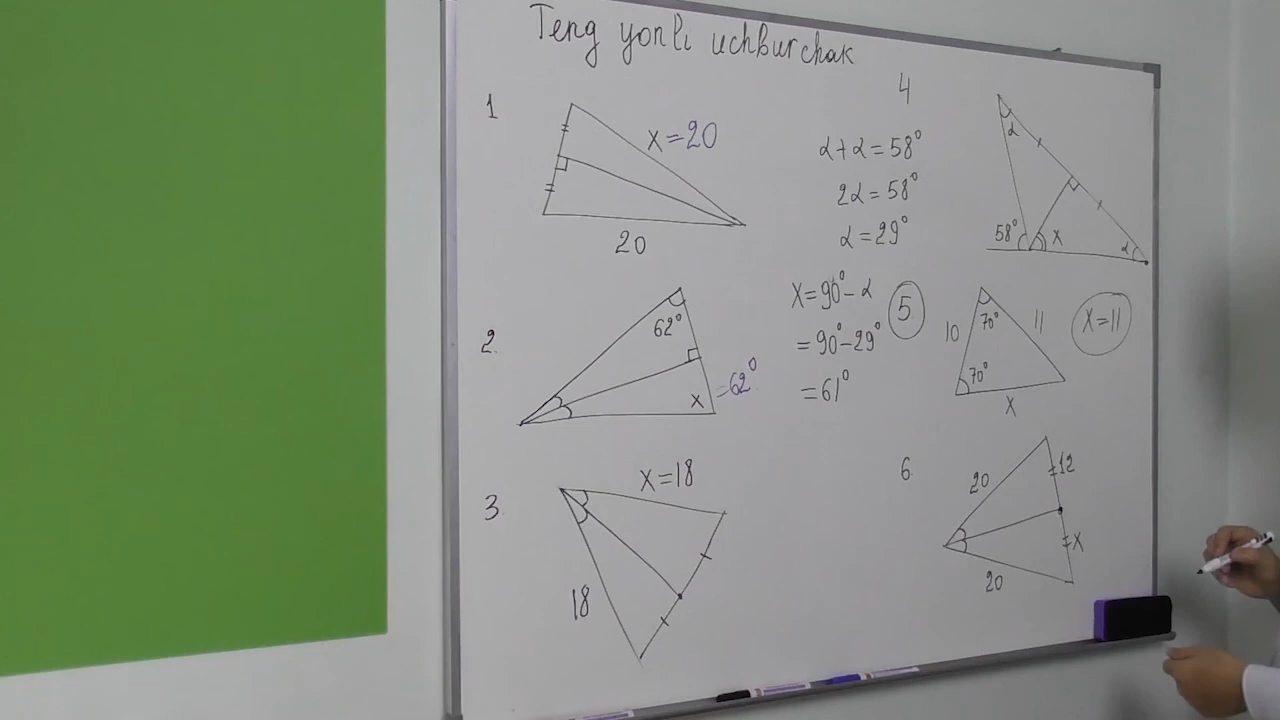 Teng yonli uchburchak
1
x=20
20
2.
62°
x =62°
3.
x=18
18
4
α+α=58°
2α=58°
α=29°
x=90°-α
=90°-29°
=61°
α
58°
x
α
5
10
70°
11
70°
x
x=11
6.
20
12
x
20